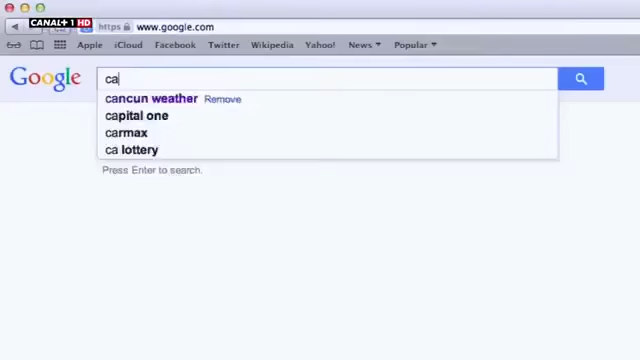 CANAL+ 1 HD
https www.google.com
Apple iCloud Facebook Twitter Wikipedia Yahoo! News Popular
Google ca
cancun weather Remove
capital one
carmax
ca lottery
Press Enter to search.